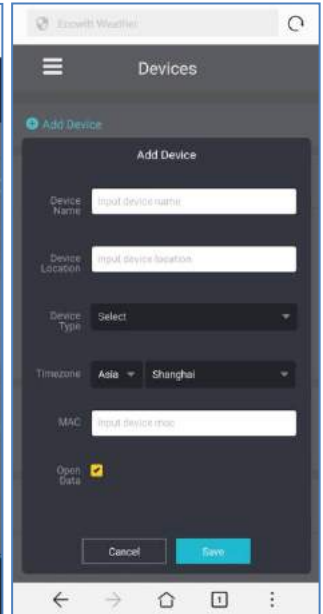 Ecowitt Weather
Devices
Add Device
Add Device
Device Name
Input device name
Device Location
Input device location
Device Type
Select
Timezone
Asia
Shanghai
MAC
Input device mac
Open Data
Cancel
Save
1